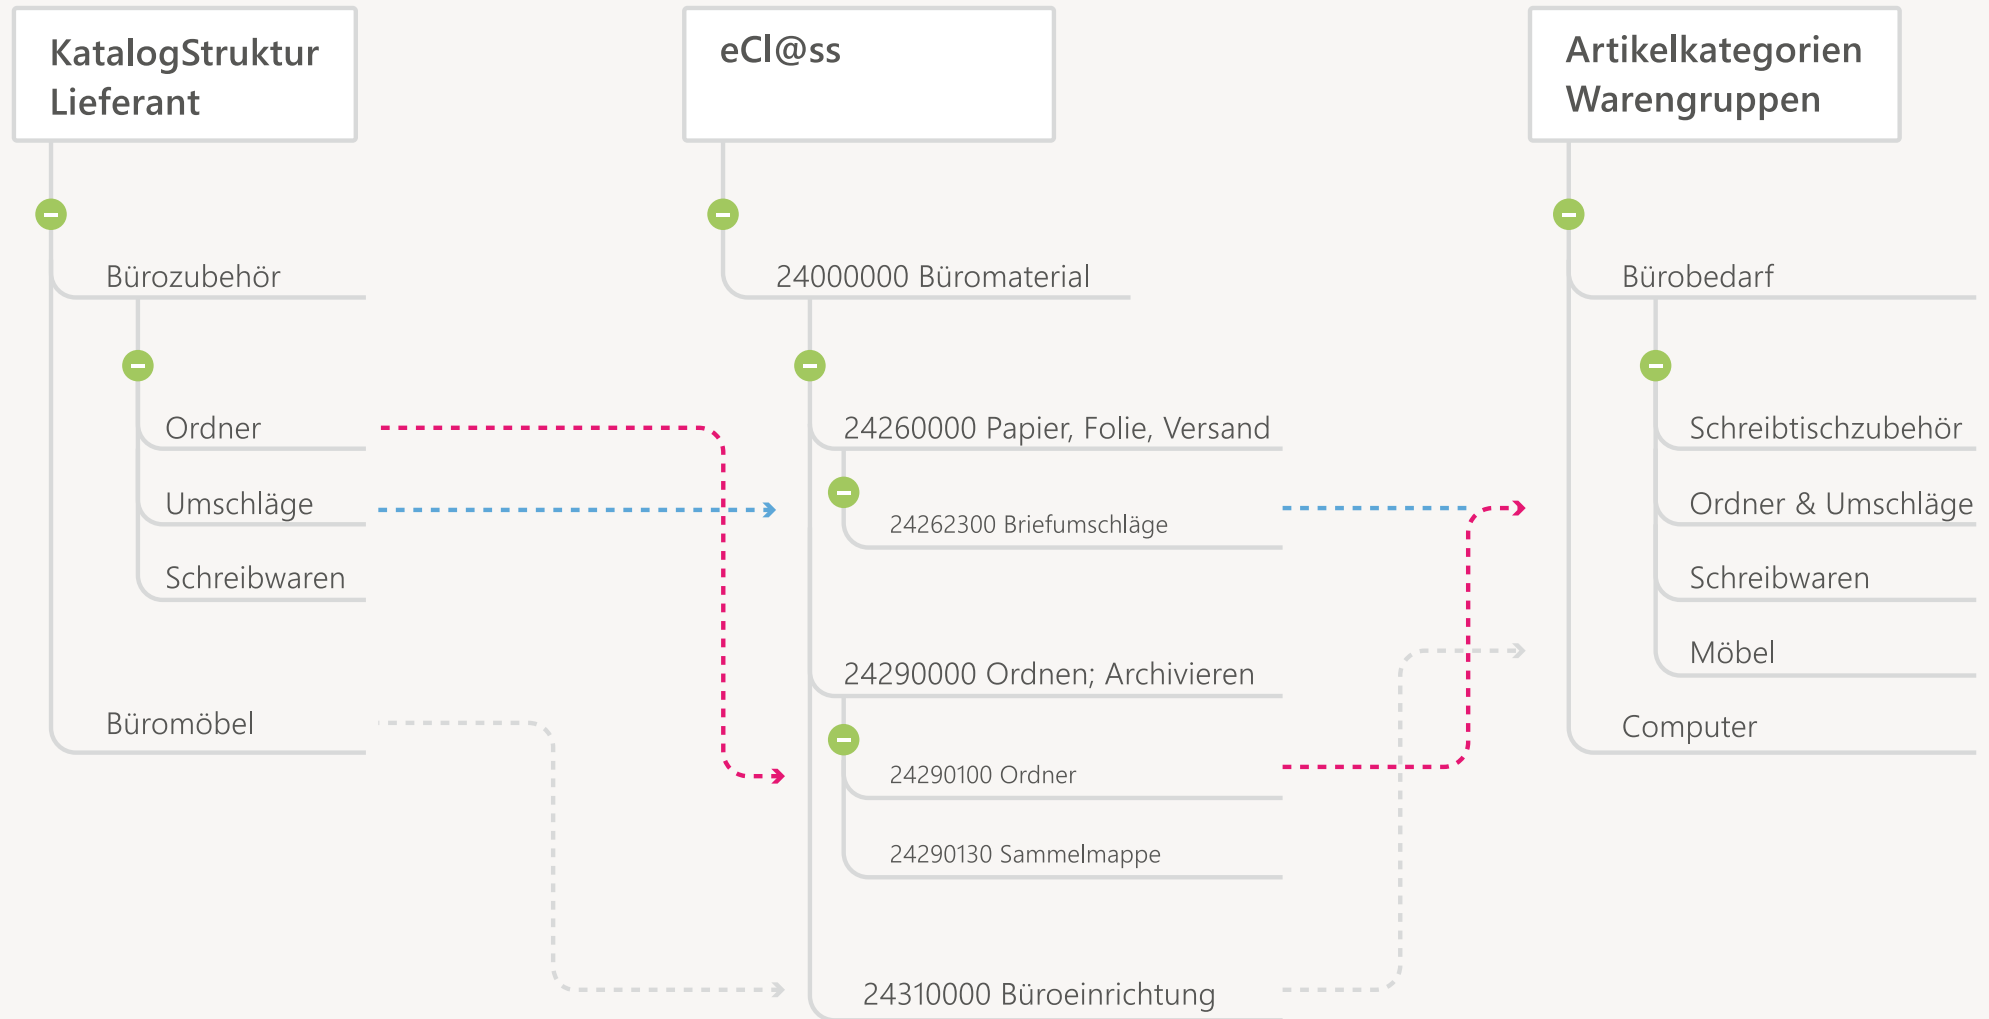 KatalogStruktur
Lieferant
Bürozubehör
Ordner
Umschläge
Schreibwaren
Büromöbel
eCl@ss
24000000 Büromaterial
24260000 Papier, Folie, Versand
24262300 Briefumschläge
24290000 Ordnen; Archivieren
24290100 Ordner
24290130 Sammelmappe
24310000 Büroeinrichtung
Artikelkategorien
Warengruppen
Bürobedarf
Schreibtischzubehör
Ordner & Umschläge
Schreibwaren
Möbel
Computer